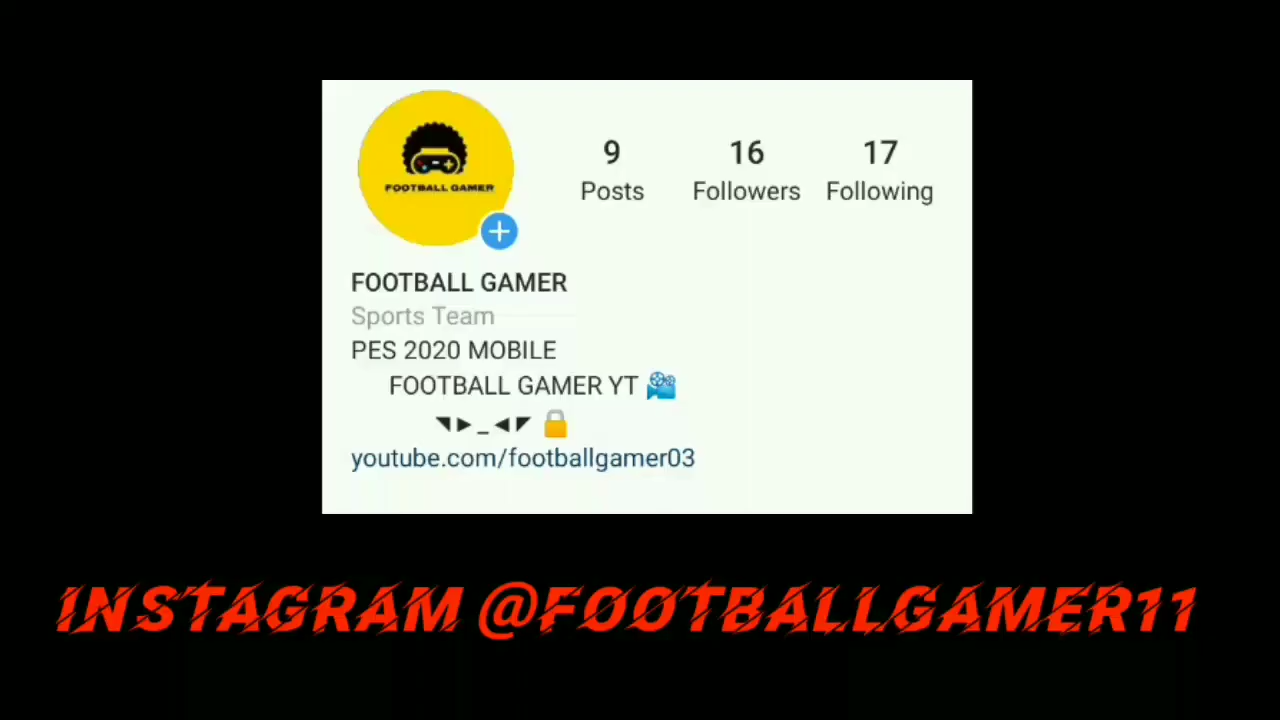 FOOTBALL GAMER
9 16 17
Posts Followers Following
FOOTBALL GAMER
Sports Team
PES 2020 MOBILE
FOOTBALL GAMER YT 🎥
◥►_◄◤ 🔒
youtube.com/footballgamer03
INSTAGRAM @FOOTBALLGAMER11